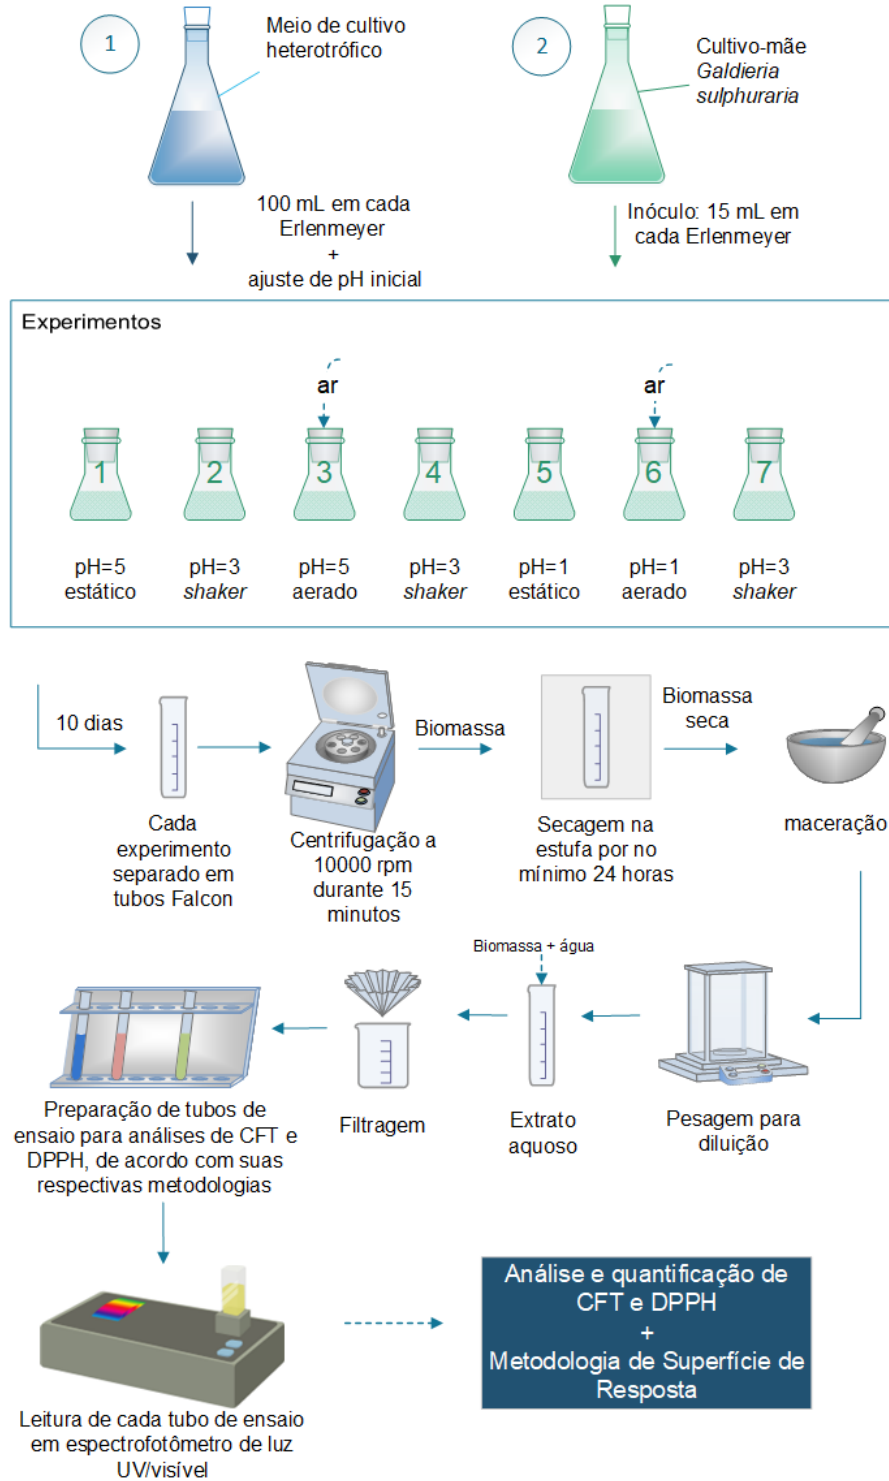 1
Meio de cultivo
heterotrófico
2
Cultivo-mãe
Galdieria
sulphuraria
100 mL em cada
Erlenmeyer
+
ajuste de pH inicial
Inóculo: 15 mL em
cada Erlenmeyer
Experimentos
ar
ar
1
2
3
4
5
6
7
pH=5
estático
pH=3
shaker
pH=5
aerado
pH=3
shaker
pH=1
estático
pH=1
aerado
pH=3
shaker
10 dias
Cada
experimento
separado em
tubos Falcon
Centrifugação a
10000 rpm
durante 15
minutos
Biomassa
Secagem na
estufa por no
mínimo 24 horas
Biomassa
seca
maceração
Pesagem para
diluição
Biomassa + água
Extrato
aquoso
Filtragem
Preparação de tubos de
ensaio para análises de CFT e
DPPH, de acordo com suas
respectivas metodologias
Leitura de cada tubo de ensaio
em espectrofotômetro de luz
UV/visível
Análise e quantificação de
CFT e DPPH
+
Metodologia de Superfície de
Resposta